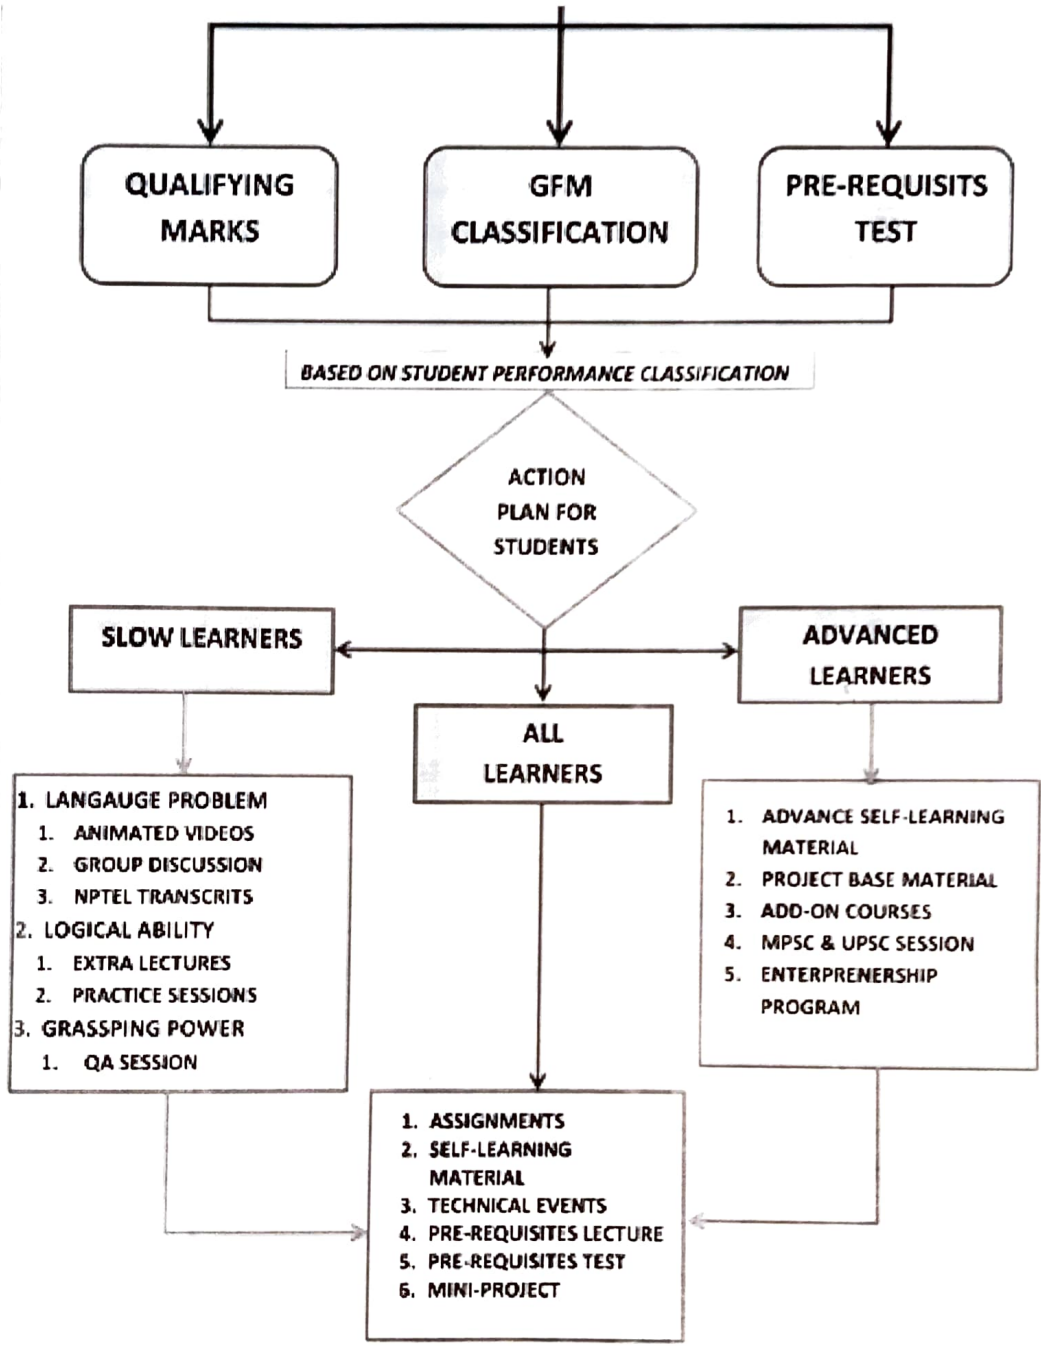 QUALIFYING
MARKS
GFM
CLASSIFICATION
PRE-REQUISITS
TEST
BASED ON STUDENT PERFORMANCE CLASSIFICATION
ACTION
PLAN FOR
STUDENTS
SLOW LEARNERS
ALL
LEARNERS
ADVANCED
LEARNERS
1. LANGAUGE PROBLEM
1. ANIMATED VIDEOS
2. GROUP DISCUSSION
3. NPTEL TRANSCRITS
2. LOGICAL ABILITY
1. EXTRA LECTURES
2. PRACTICE SESSIONS
3. GRASSPING POWER
1. QA SESSION
1. ADVANCE SELF-LEARNING
MATERIAL
2. PROJECT BASE MATERIAL
3. ADD-ON COURSES
4. MPSC & UPSC SESSION
5. ENTERPRENERSHIP
PROGRAM
1. ASSIGNMENTS
2. SELF-LEARNING
MATERIAL
3. TECHNICAL EVENTS
4. PRE-REQUISITES LECTURE
5. PRE-REQUISITES TEST
6. MINI-PROJECT